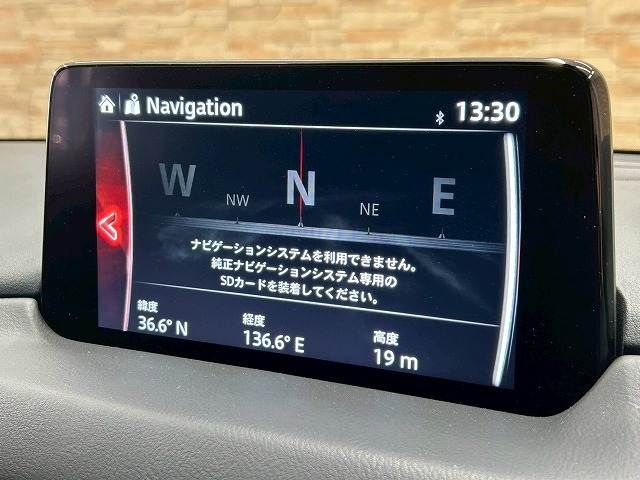 Navigation
13:30
W NW N NE E
ナビゲーションシステムを利用できません。
純正ナビゲーションシステム専用の
SDカードを装着してください。
緯度 経度 高度
36.6° N 136.6° E 19 m